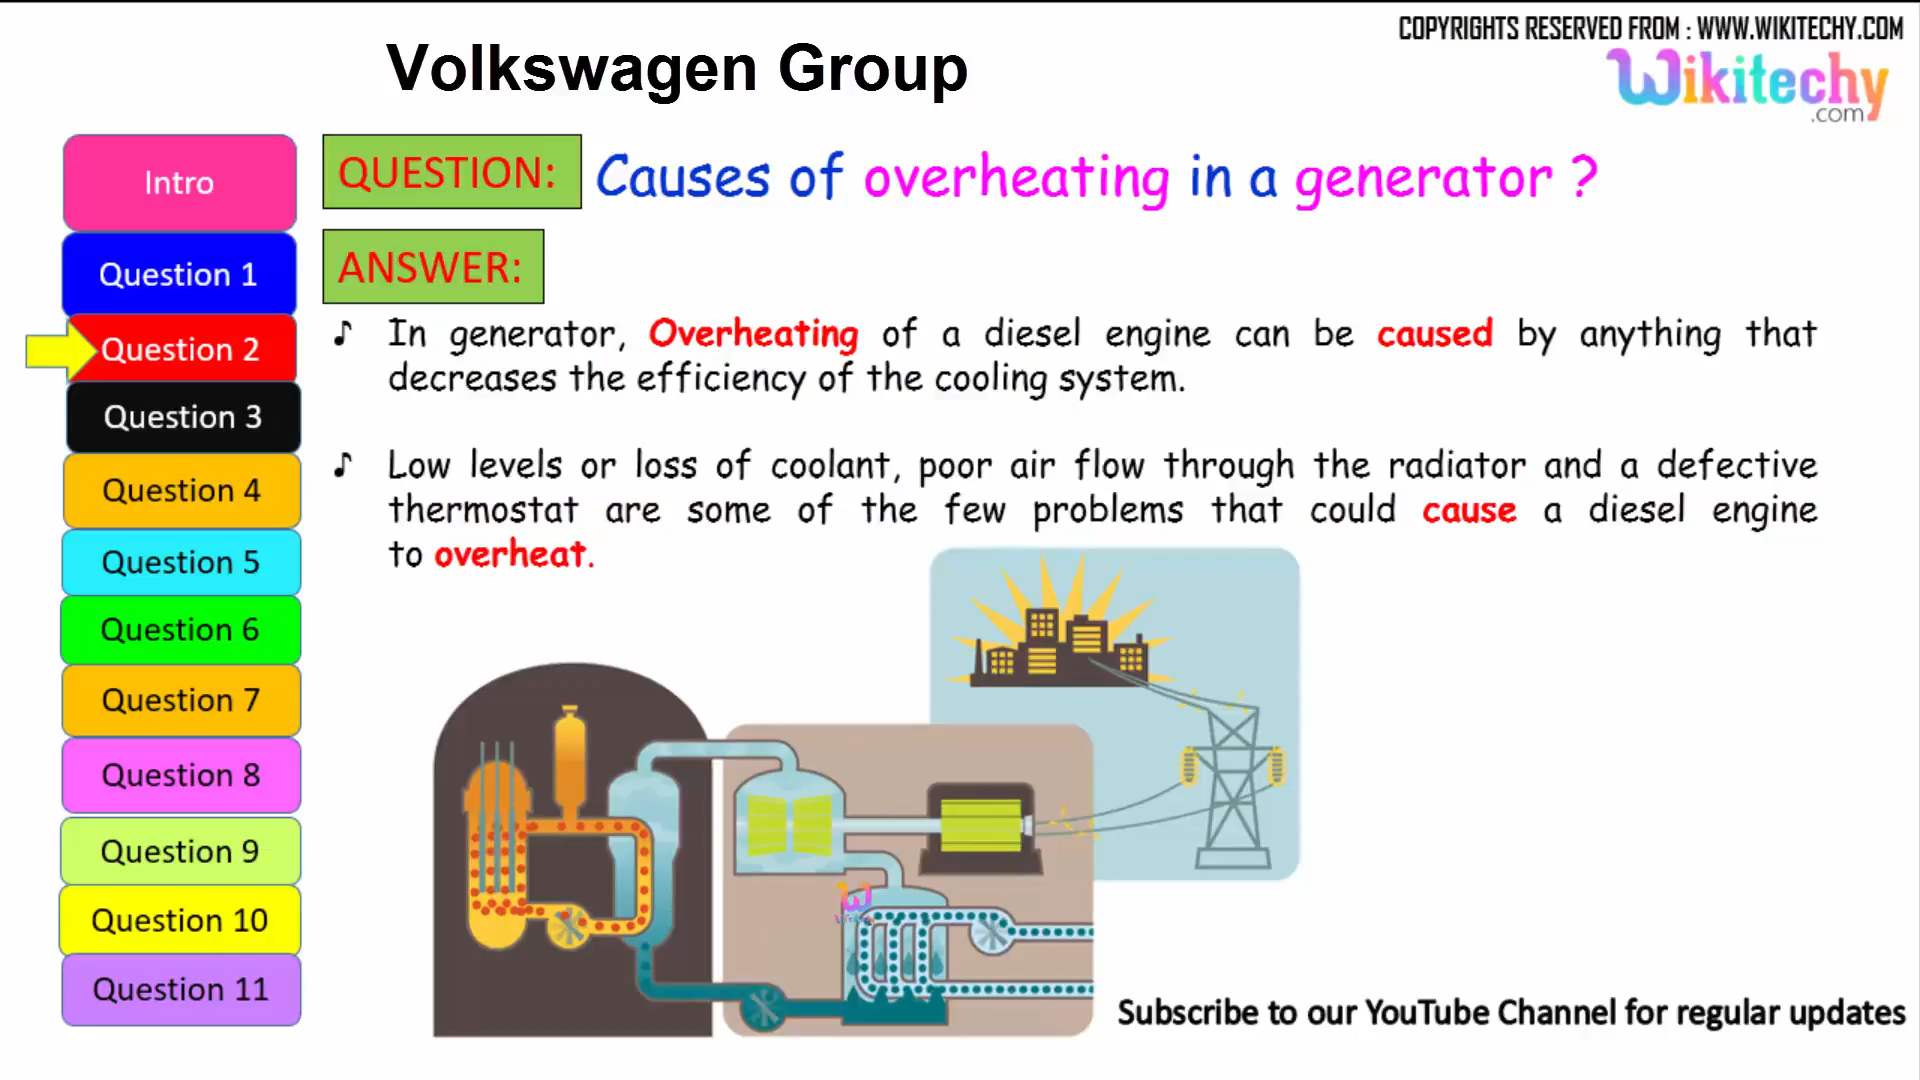 COPYRIGHTS RESERVED FROM : WWW.WIKITECHY.COM
Volkswagen Group
Wikitechy
.com
Intro
Question 1
Question 2
Question 3
Question 4
Question 5
Question 6
Question 7
Question 8
Question 9
Question 10
Question 11
QUESTION: Causes of overheating in a generator ?
ANSWER:
♪ In generator, Overheating of a diesel engine can be caused by anything that
decreases the efficiency of the cooling system.
♪ Low levels or loss of coolant, poor air flow through the radiator and a defective
thermostat are some of the few problems that could cause a diesel engine
to overheat.
Subscribe to our YouTube Channel for regular updates